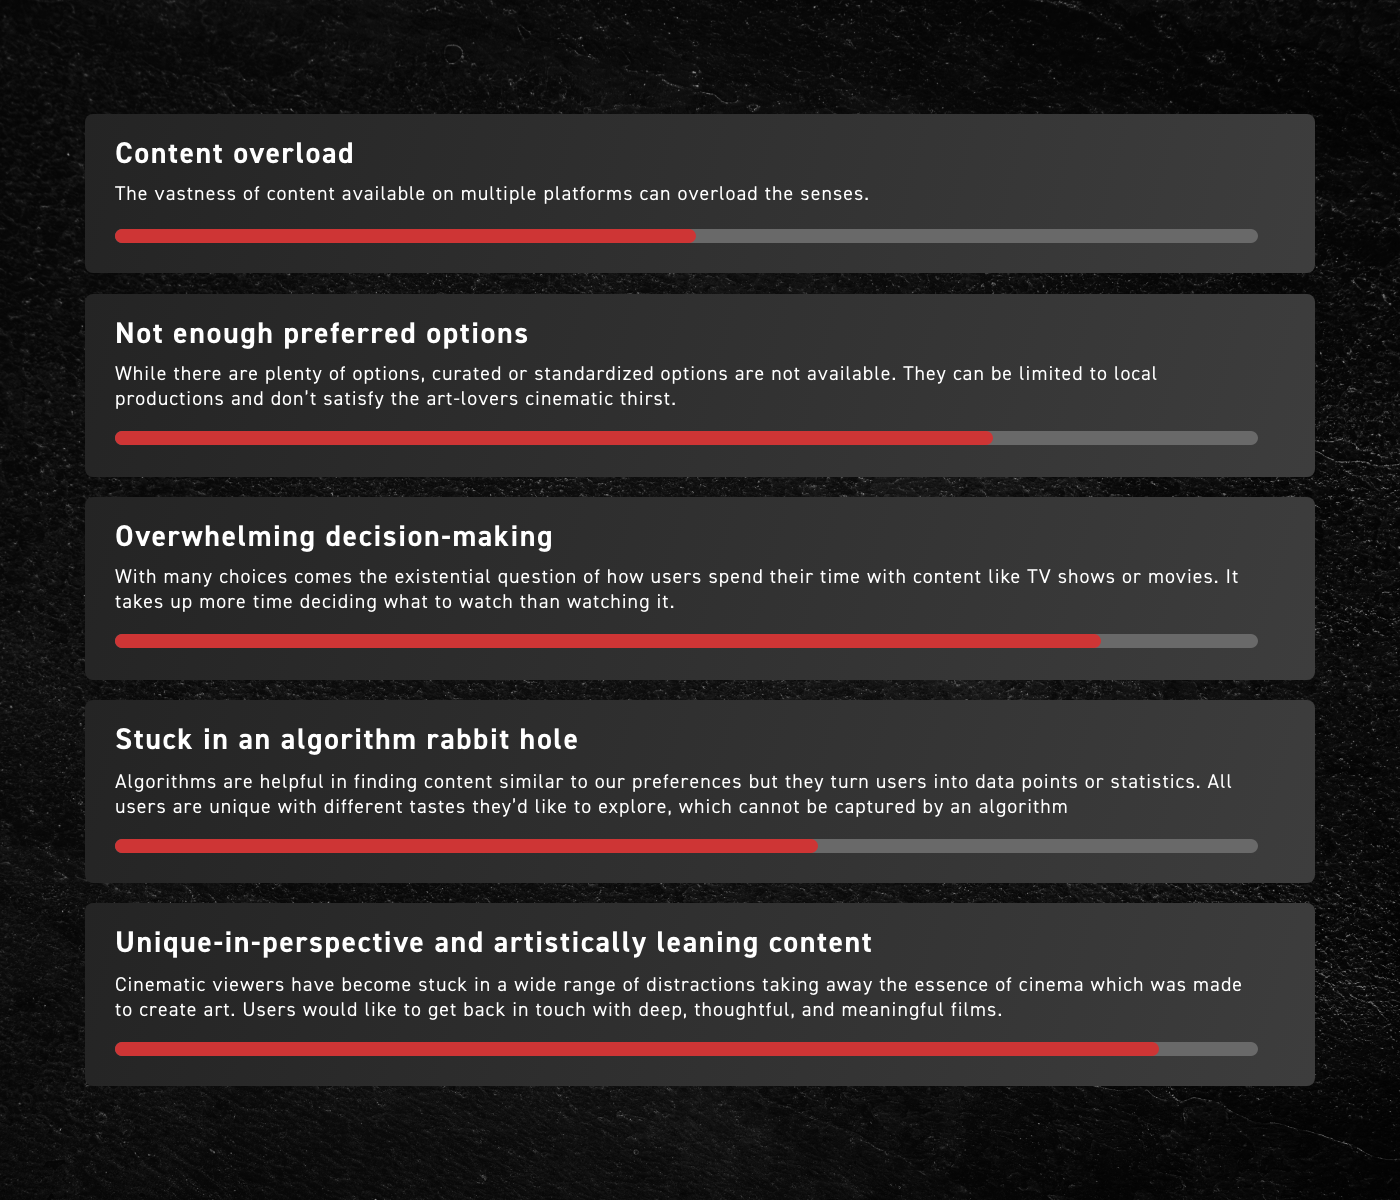 Content overload
The vastness of content available on multiple platforms can overload the senses.
Not enough preferred options
While there are plenty of options, curated or standardized options are not available. They can be limited to local
productions and don’t satisfy the art-lovers cinematic thirst.
Overwhelming decision-making
With many choices comes the existential question of how users spend their time with content like TV shows or movies. It
takes up more time deciding what to watch than watching it.
Stuck in an algorithm rabbit hole
Algorithms are helpful in finding content similar to our preferences but they turn users into data points or statistics. All
users are unique with different tastes they’d like to explore, which cannot be captured by an algorithm
Unique-in-perspective and artistically leaning content
Cinematic viewers have become stuck in a wide range of distractions taking away the essence of cinema which was made
to create art. Users would like to get back in touch with deep, thoughtful, and meaningful films.